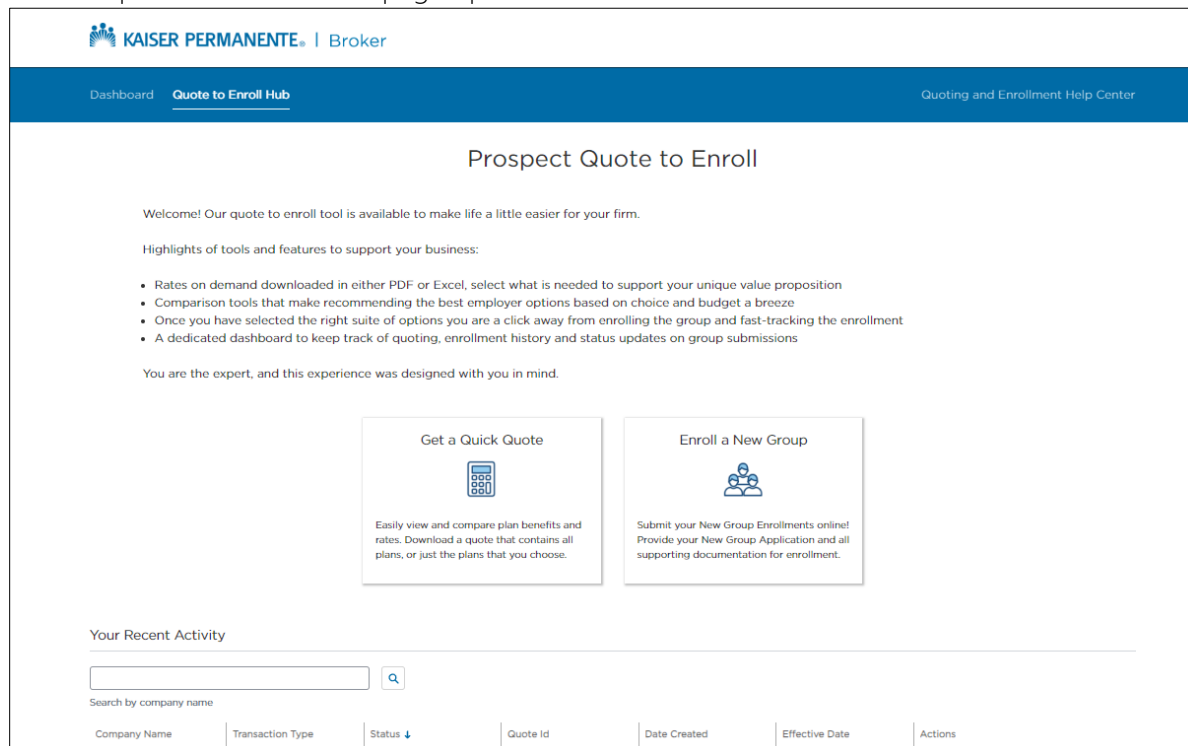 KAISER PERMANENTE® | Broker
Dashboard Quote to Enroll Hub Quoting and Enrollment Help Center
Prospect Quote to Enroll
Welcome! Our quote to enroll tool is available to make life a little easier for your firm.
Highlights of tools and features to support your business:
• Rates on demand downloaded in either PDF or Excel, select what is needed to support your unique value proposition
• Comparison tools that make recommending the best employer options based on choice and budget a breeze
• Once you have selected the right suite of options you are a click away from enrolling the group and fast-tracking the enrollment
• A dedicated dashboard to keep track of quoting, enrollment history and status updates on group submissions
You are the expert, and this experience was designed with you in mind.
Get a Quick Quote
Easily view and compare plan benefits and
rates. Download a quote that contains all
plans, or just the plans that you choose.
Enroll a New Group
Submit your New Group Enrollments online!
Provide your New Group Application and all
supporting documentation for enrollment.
Your Recent Activity
Search by company name
Company Name Transaction Type Status ↓ Quote Id Date Created Effective Date Actions